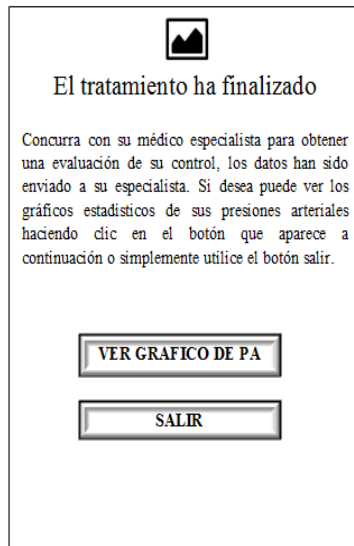 El tratamiento ha finalizado
Concurra con su médico especialista para obtener
una evaluación de su control, los datos han sido
enviado a su especialista. Si desea puede ver los
gráficos estadisticos de sus presiones arteriales
haciendo clic en el botón que aparece a
continuación o simplemente utilice el botón salir.
VER GRAFICO DE PA
SALIR